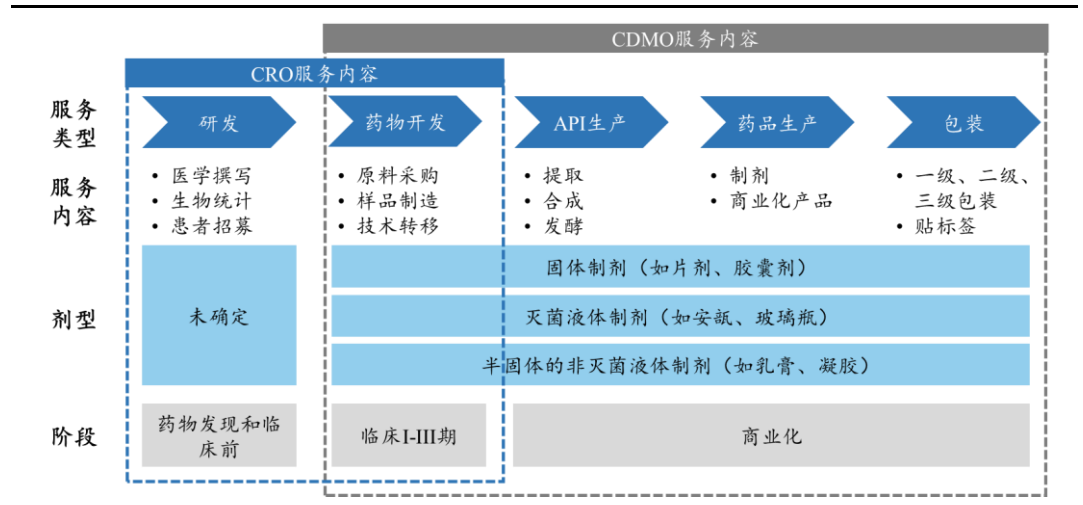 CDMO服务内容
CRO服务内容
服务
类型
研发
药物开发
API生产
药品生产
包装
服务
内容
• 医学撰写
• 生物统计
• 患者招募
• 原料采购
• 样品制造
• 技术转移
• 提取
• 合成
• 发酵
• 制剂
• 商业化产品
• 一级、二级、
三级包装
• 贴标签
剂型
未确定
固体制剂（如片剂、胶囊剂）
灭菌液体制剂（如安瓿、玻璃瓶）
半固体的非灭菌液体制剂（如乳膏、凝胶）
阶段
药物发现和临
床前
临床I-III期
商业化